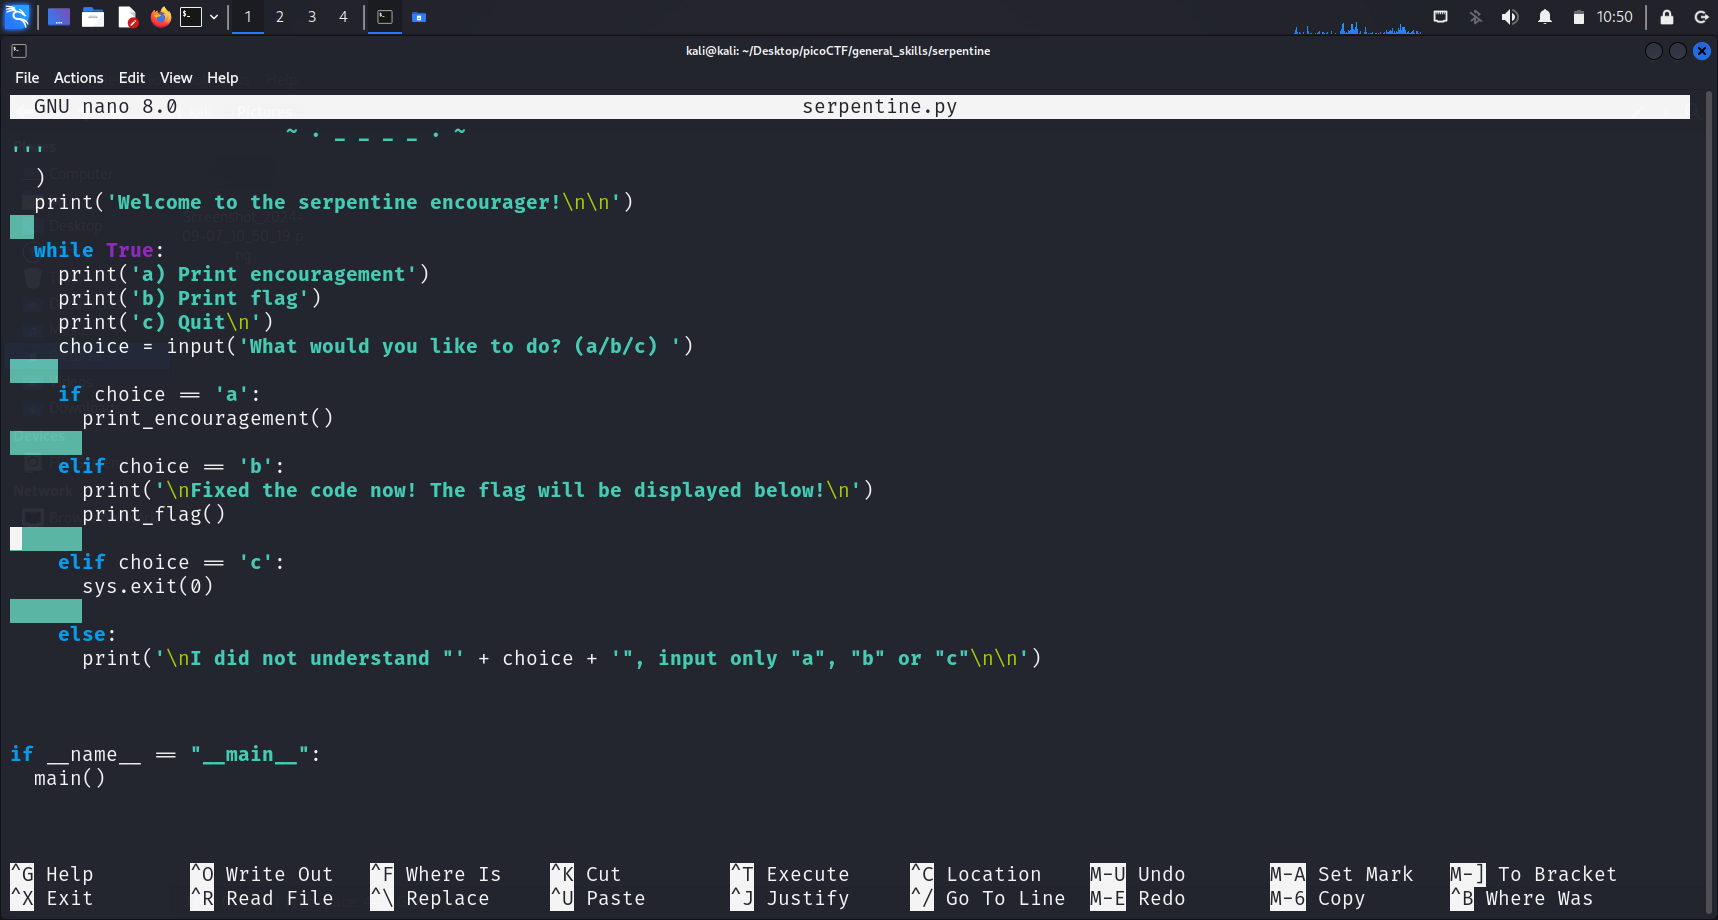 1 2 3 4 10:50
kali@kali: ~/Desktop/picoCTF/general_skills/serpentine
File Actions Edit View Help
GNU nano 8.0 serpentine.py
~ . _ _ _ _ . ~
'''
)
print('Welcome to the serpentine encourager!\n\n')
while True:
print('a) Print encouragement')
print('b) Print flag')
print('c) Quit\n')
choice = input('What would you like to do? (a/b/c) ')
if choice == 'a':
print_encouragement()
elif choice == 'b':
print('\nFixed the code now! The flag will be displayed below!\n')
print_flag()
elif choice == 'c':
sys.exit(0)
else:
print('\nI did not understand "' + choice + '", input only "a", "b" or "c"\n\n')
if __name__ == "__main__":
main()
^G Help ^O Write Out ^F Where Is ^K Cut ^T Execute ^C Location M-U Undo M-A Set Mark M-] To Bracket
^X Exit ^R Read File ^\ Replace ^U Paste ^J Justify ^/ Go To Line M-E Redo M-6 Copy ^B Where Was